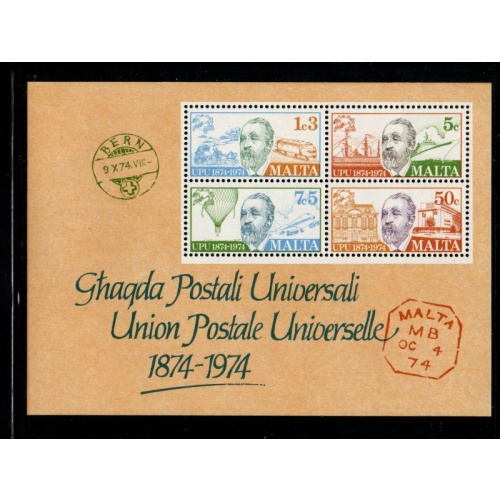 BERN
9 X 74.VIII-
1c3
UPU 1874-1974
MALTA
5c
UPU 1874-1974
MALTA
7c5
UPU 1874-1974
MALTA
50c
UPU 1874-1974
MALTA
Għaqda Postali Universali
Union Postale Universelle
1874-1974
MALTA
MB
OC 4
74